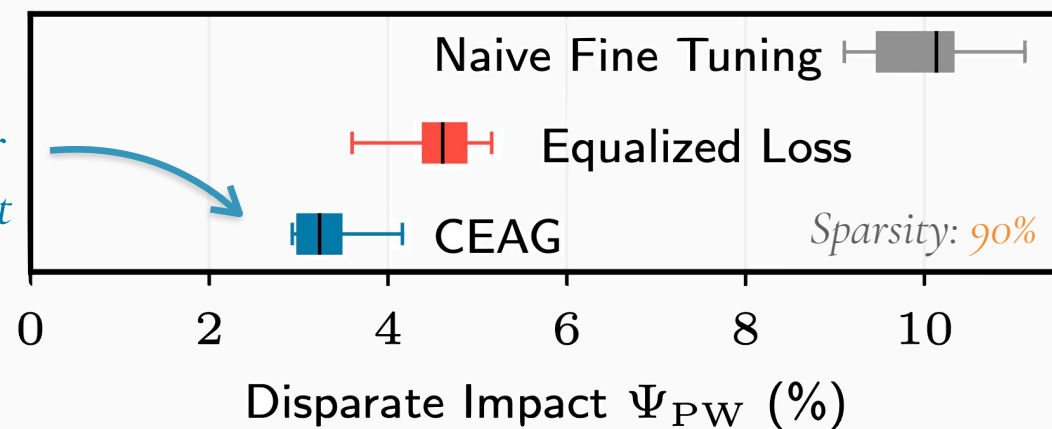 Naive Fine Tuning
Equalized Loss
CEAG
Sparsity: 90%
0 2 4 6 8 10
Disparate Impact Ψ_PW (%)